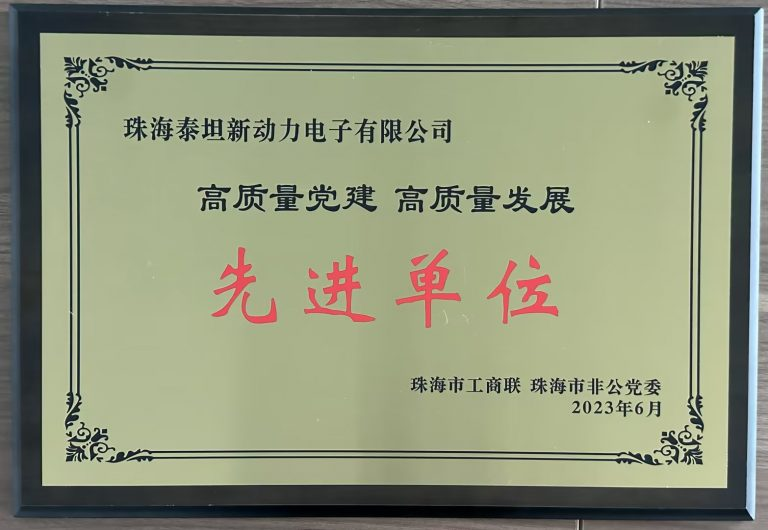 珠海泰坦新动力电子有限公司
高质量党建 高质量发展
先进单位
珠海市工商联 珠海市非公党委
2023年6月